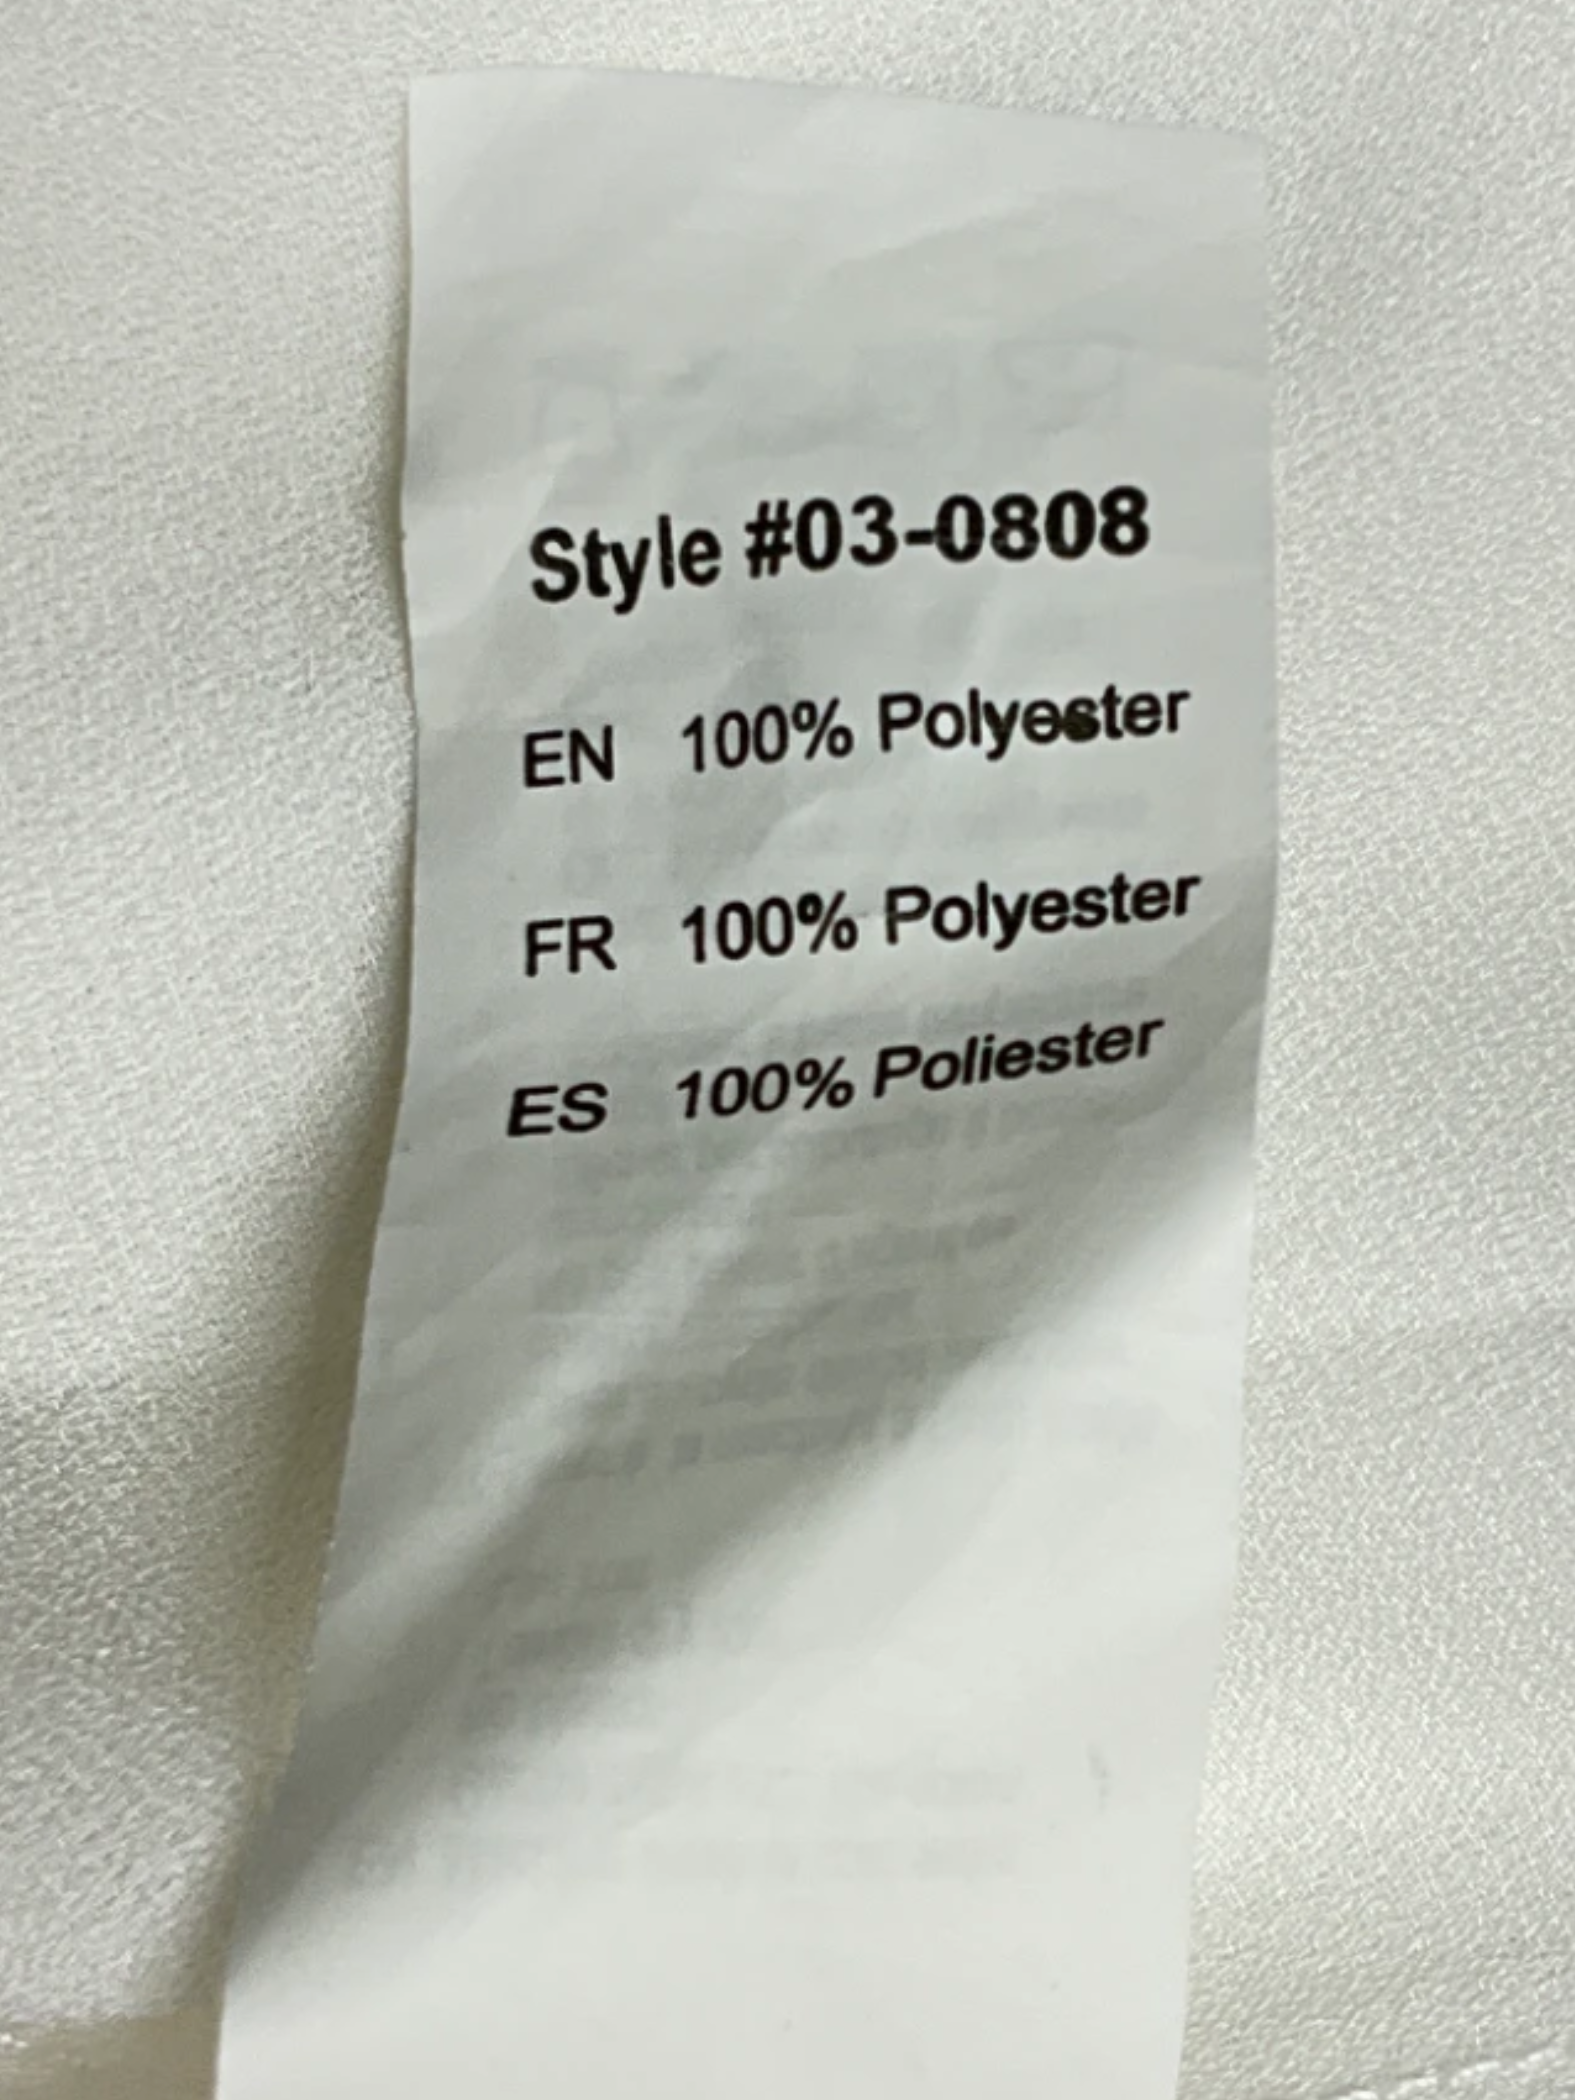 Style #03-0808
EN 100% Polyester
FR 100% Polyester
ES 100% Poliester